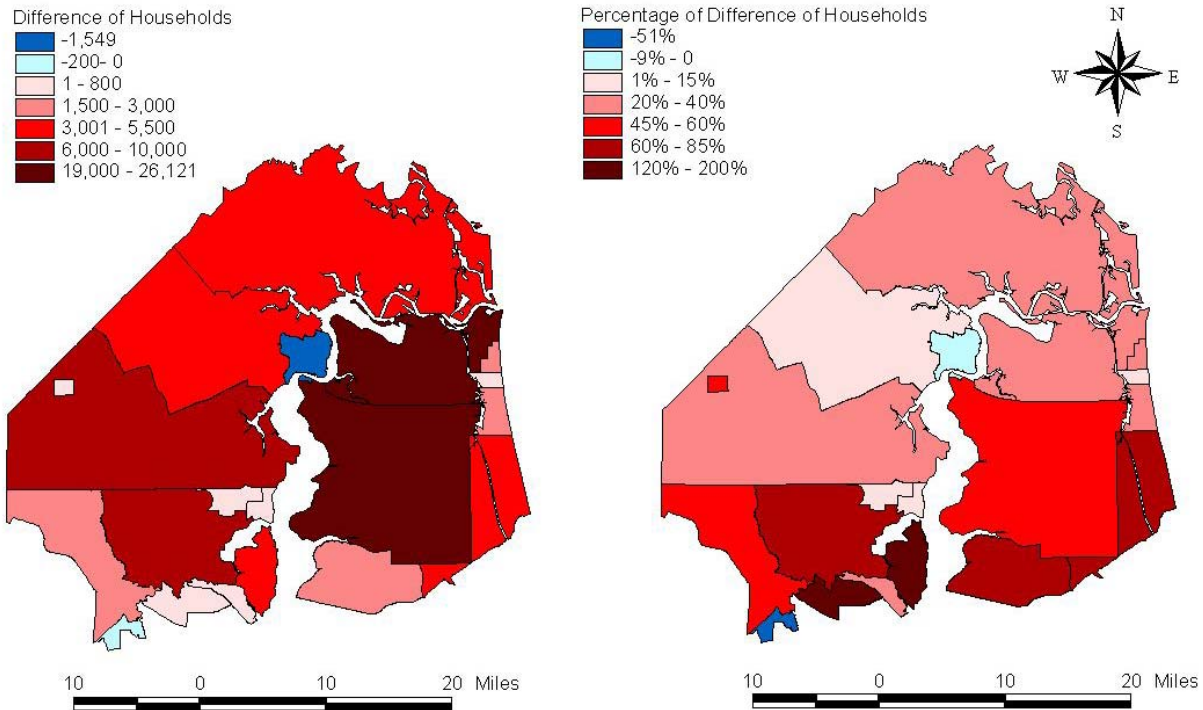 Difference of Households
-1,549
-200- 0
1 - 800
1,500 - 3,000
3,001 - 5,500
6,000 - 10,000
19,000 - 26,121
Percentage of Difference of Households
-51%
-9% - 0
1% - 15%
20% - 40%
45% - 60%
60% - 85%
120% - 200%
N
W E
S
10 0 10 20 Miles
10 0 10 20 Miles